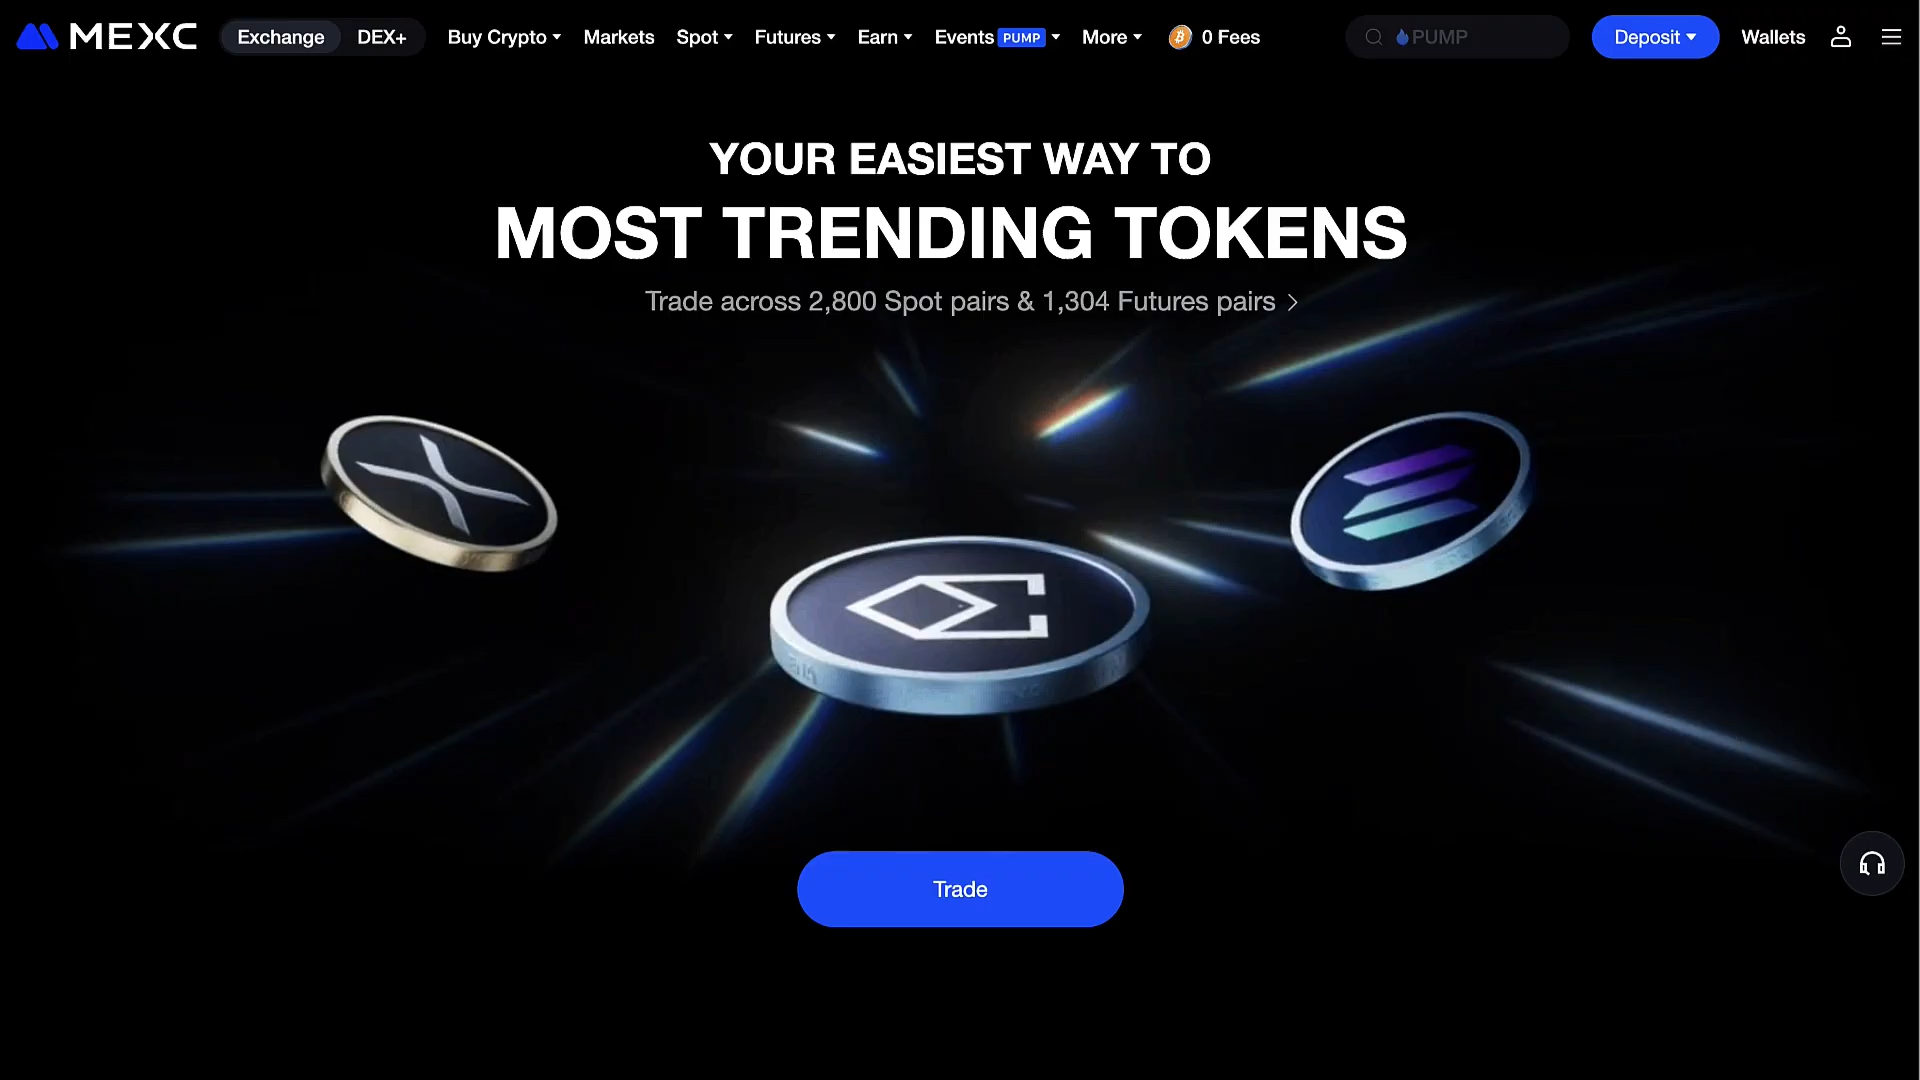 MEXC Exchange DEX+ Buy Crypto Markets Spot Futures Earn Events PUMP More 0 Fees PUMP Deposit Wallets
YOUR EASIEST WAY TO
MOST TRENDING TOKENS
Trade across 2,800 Spot pairs & 1,304 Futures pairs >
Trade